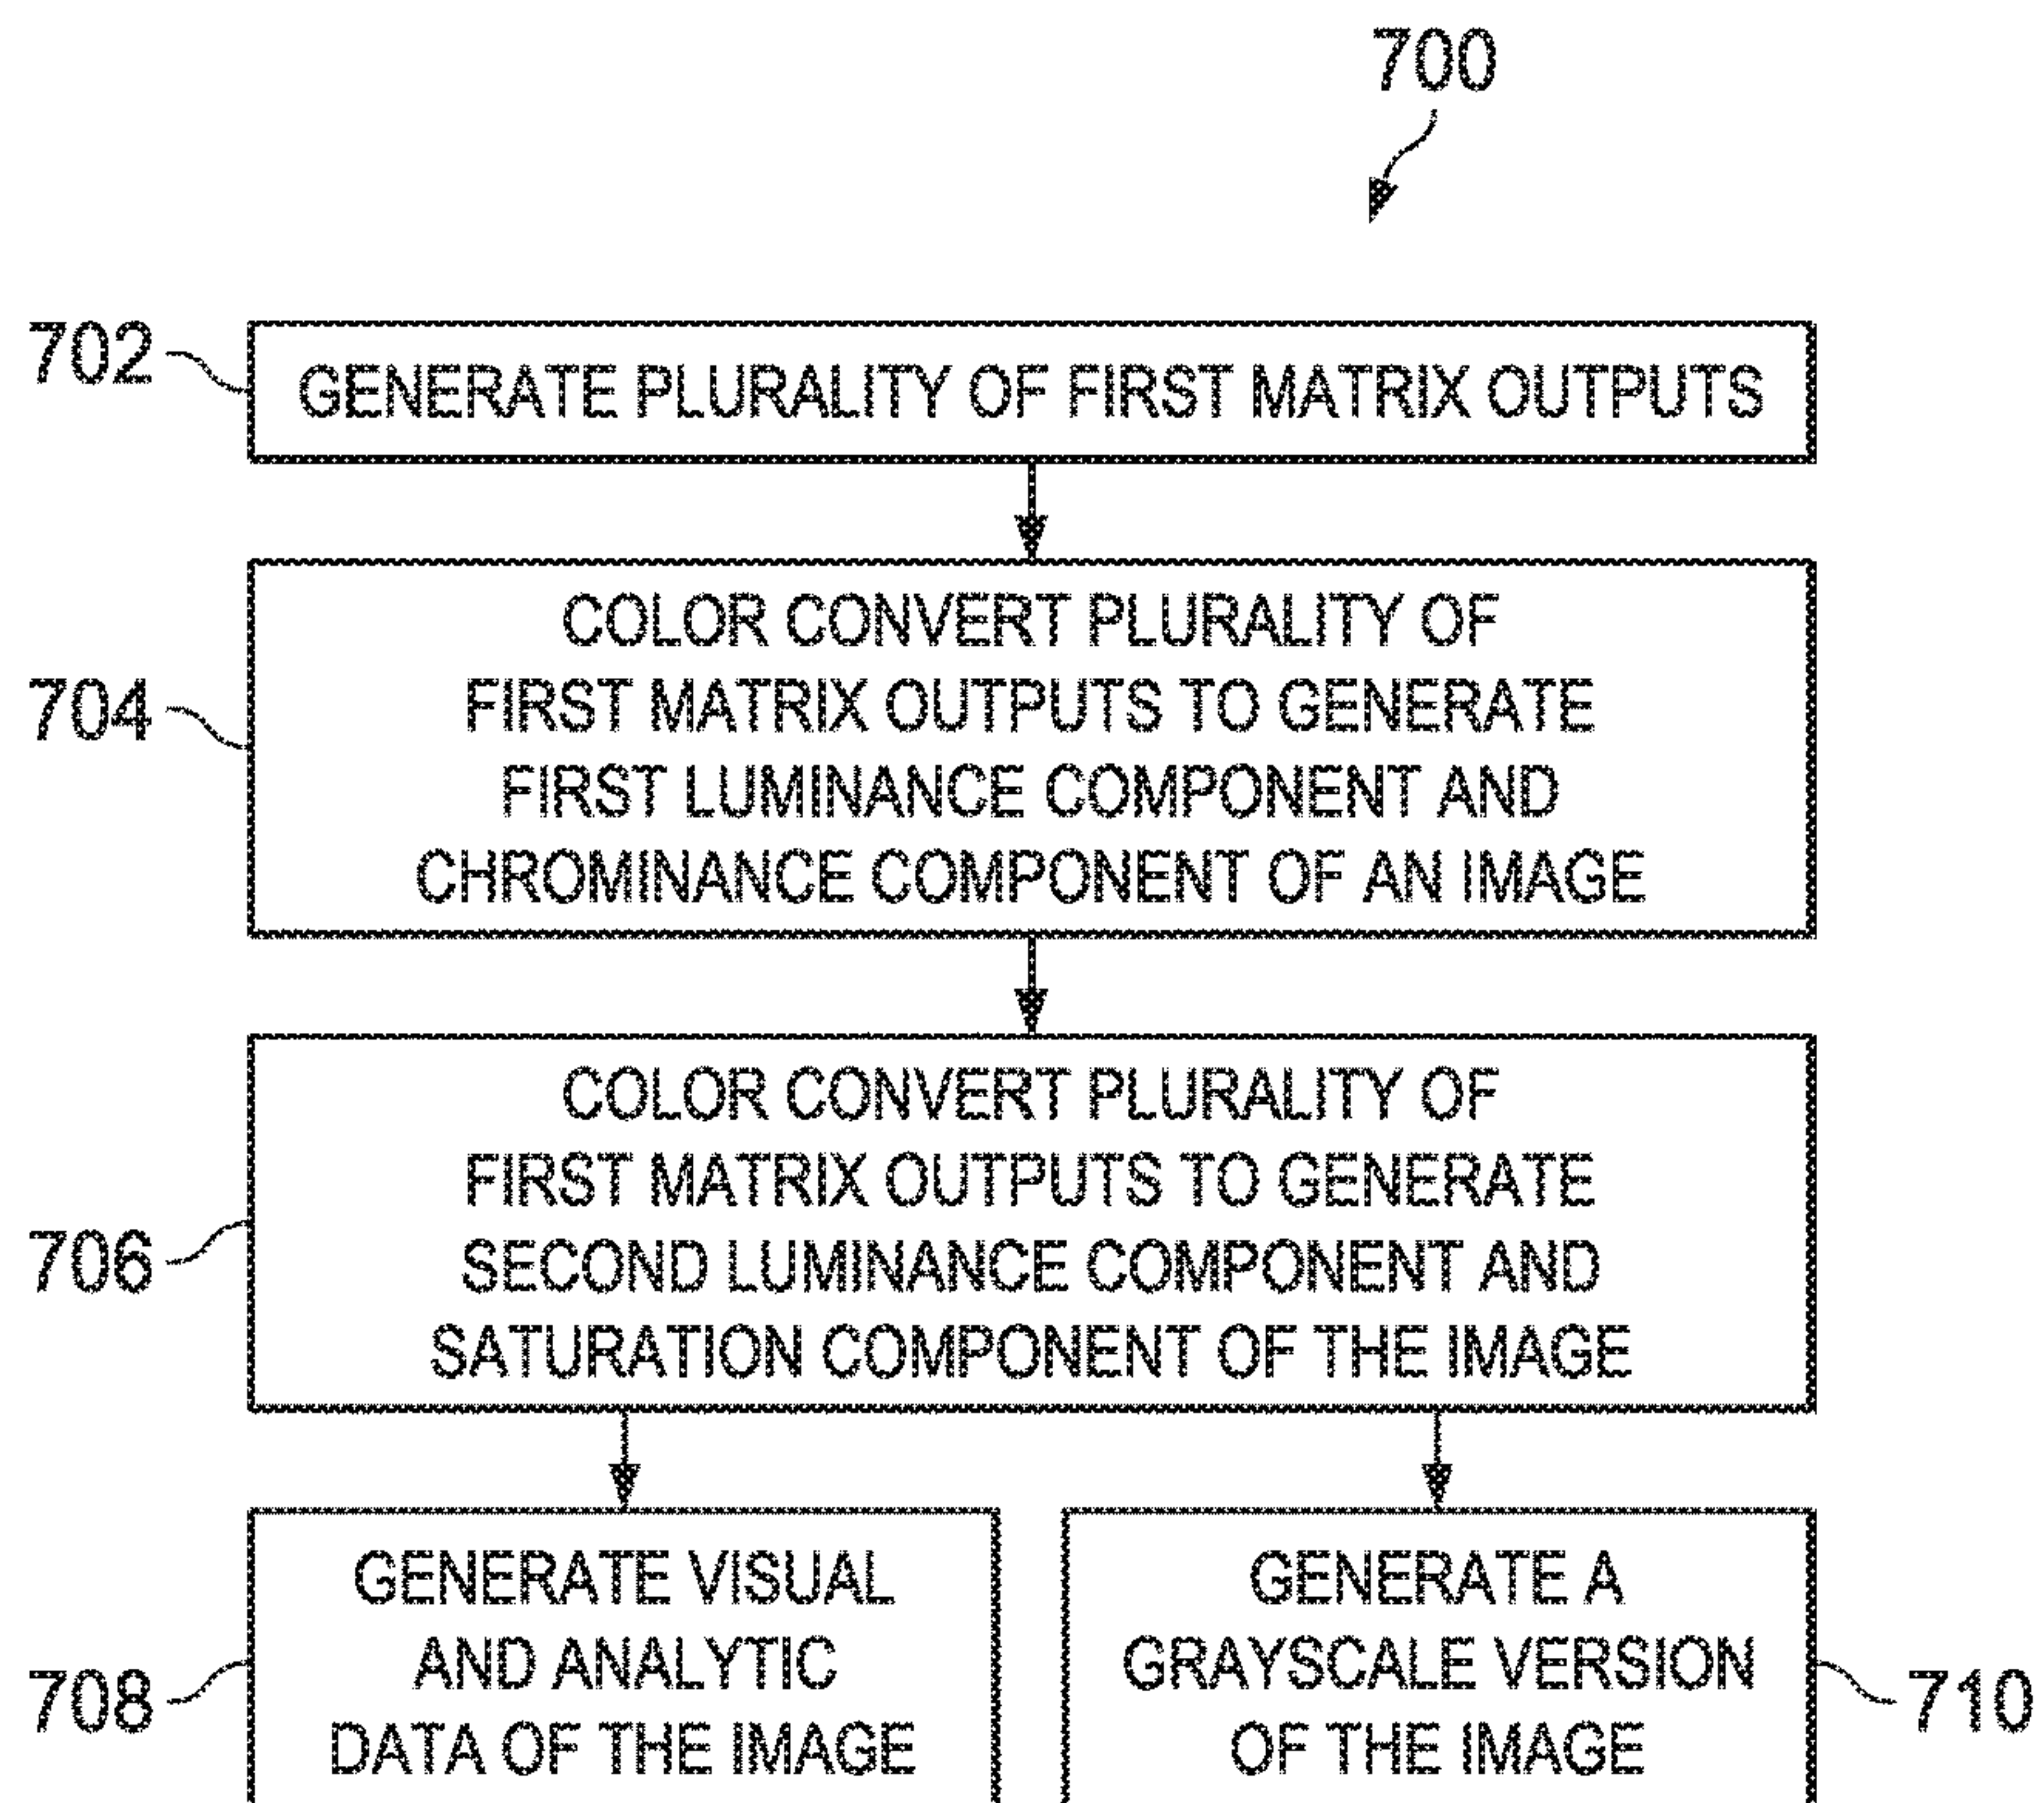 700
702
GENERATE PLURALITY OF FIRST MATRIX OUTPUTS
704
COLOR CONVERT PLURALITY OF
FIRST MATRIX OUTPUTS TO GENERATE
FIRST LUMINANCE COMPONENT AND
CHROMINANCE COMPONENT OF AN IMAGE
706
COLOR CONVERT PLURALITY OF
FIRST MATRIX OUTPUTS TO GENERATE
SECOND LUMINANCE COMPONENT AND
SATURATION COMPONENT OF THE IMAGE
708
GENERATE VISUAL
AND ANALYTIC
DATA OF THE IMAGE
GENERATE A
GRAYSCALE VERSION
OF THE IMAGE
710